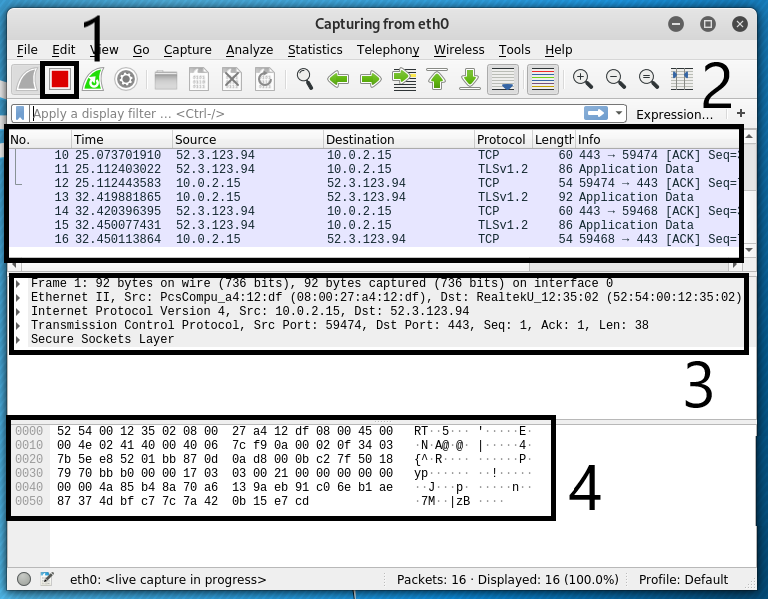 Capturing from eth0
1
File Edit View Go Capture Analyze Statistics Telephony Wireless Tools Help
2
Apply a display filter … <Ctrl-/> Expression… +
No. Time Source Destination Protocol Length Info
10 25.073701910 52.3.123.94 10.0.2.15 TCP 60 443 → 59474 [ACK] Seq=
11 25.112403022 52.3.123.94 10.0.2.15 TLSv1.2 86 Application Data
12 25.112443583 10.0.2.15 52.3.123.94 TCP 54 59474 → 443 [ACK] Seq=
13 32.419881865 10.0.2.15 52.3.123.94 TLSv1.2 92 Application Data
14 32.420396395 52.3.123.94 10.0.2.15 TCP 60 443 → 59468 [ACK] Seq=
15 32.450077431 52.3.123.94 10.0.2.15 TLSv1.2 86 Application Data
16 32.450113864 10.0.2.15 52.3.123.94 TCP 54 59468 → 443 [ACK] Seq=
Frame 1: 92 bytes on wire (736 bits), 92 bytes captured (736 bits) on interface 0
Ethernet II, Src: PcsCompu_a4:12:df (08:00:27:a4:12:df), Dst: RealtekU_12:35:02 (52:54:00:12:35:02)
Internet Protocol Version 4, Src: 10.0.2.15, Dst: 52.3.123.94
Transmission Control Protocol, Src Port: 59474, Dst Port: 443, Seq: 1, Ack: 1, Len: 38
Secure Sockets Layer
3
0000 52 54 00 12 35 02 08 00 27 a4 12 df 08 00 45 00 RT··5··· '·····E·
0010 00 4e 02 41 40 00 40 06 7c f9 0a 00 02 0f 34 03 ·N·A@·@· |·····4·
0020 7b 5e e8 52 01 bb 87 0d 0a d8 00 0b c2 7f 50 18 {^·R···· ······P·
0030 79 70 bb b0 00 00 17 03 03 00 21 00 00 00 00 00 yp······ ··!·····
0040 00 00 4a 85 b4 8a 70 a6 13 9a eb 91 c0 6e b1 ae ··J···p· ·····n··
0050 87 37 4d bf c7 7c 7a 42 0b 15 e7 cd ·7M··|zB ····
4
eth0: <live capture in progress> Packets: 16 · Displayed: 16 (100.0%) Profile: Default